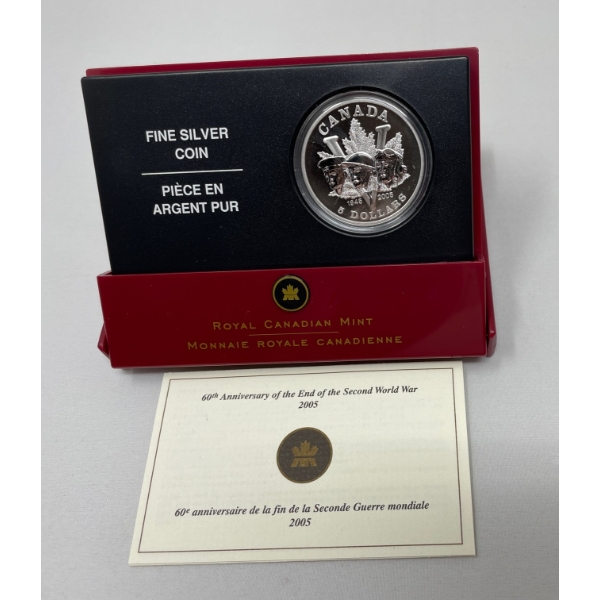 FINE SILVER
COIN
PIÈCE EN
ARGENT PUR
CANADA
1945 2005
5 DOLLARS
ROYAL CANADIAN MINT
MONNAIE ROYALE CANADIENNE
60th Anniversary of the End of the Second World War
2005
60e anniversaire de la fin de la Seconde Guerre mondiale
2005